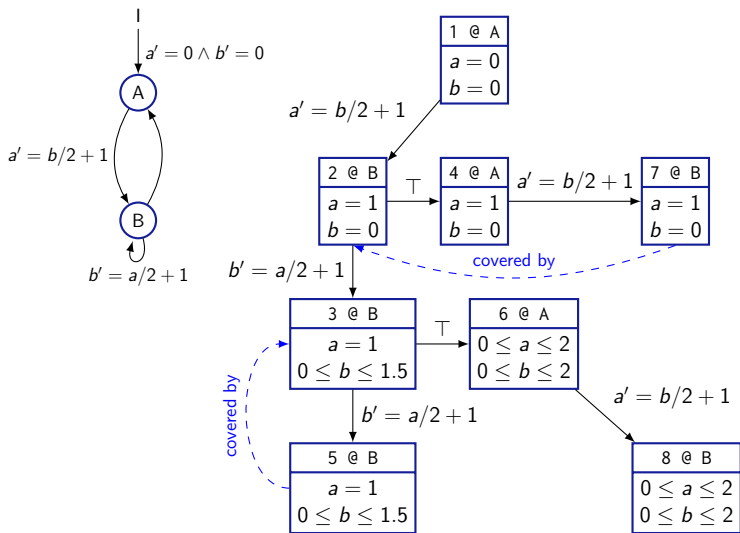 I
a′ = 0 ∧ b′ = 0
A
a′ = b/2 + 1
B
b′ = a/2 + 1
1 @ A
a = 0
b = 0
a′ = b/2 + 1
2 @ B
a = 1
b = 0
⊤
4 @ A
a = 1
b = 0
a′ = b/2 + 1
7 @ B
a = 1
b = 0
covered by
b′ = a/2 + 1
3 @ B
a = 1
0 ≤ b ≤ 1.5
⊤
6 @ A
0 ≤ a ≤ 2
0 ≤ b ≤ 2
covered by
b′ = a/2 + 1
a′ = b/2 + 1
5 @ B
a = 1
0 ≤ b ≤ 1.5
8 @ B
0 ≤ a ≤ 2
0 ≤ b ≤ 2